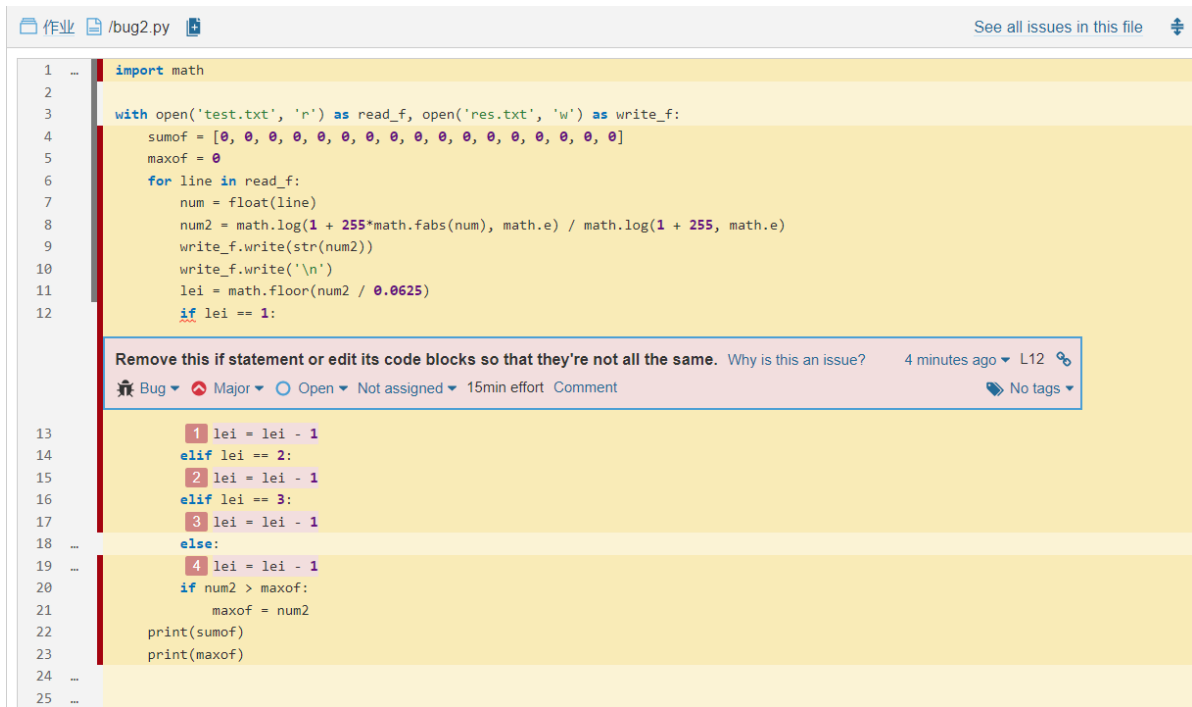 作业 /bug2.py See all issues in this file
1 ... import math
2
3 with open('test.txt', 'r') as read_f, open('res.txt', 'w') as write_f:
4 sumof = [0, 0, 0, 0, 0, 0, 0, 0, 0, 0, 0, 0, 0, 0, 0, 0, 0]
5 maxof = 0
6 for line in read_f:
7 num = float(line)
8 num2 = math.log(1 + 255*math.fabs(num), math.e) / math.log(1 + 255, math.e)
9 write_f.write(str(num2))
10 write_f.write('\n')
11 lei = math.floor(num2 / 0.0625)
12 if lei == 1:
Remove this if statement or edit its code blocks so that they're not all the same. Why is this an issue? 4 minutes ago L12
Bug Major Open Not assigned 15min effort Comment No tags
13 1 lei = lei - 1
14 elif lei == 2:
15 2 lei = lei - 1
16 elif lei == 3:
17 3 lei = lei - 1
18 ... else:
19 ... 4 lei = lei - 1
20 if num2 > maxof:
21 maxof = num2
22 print(sumof)
23 print(maxof)
24 ...
25 ...